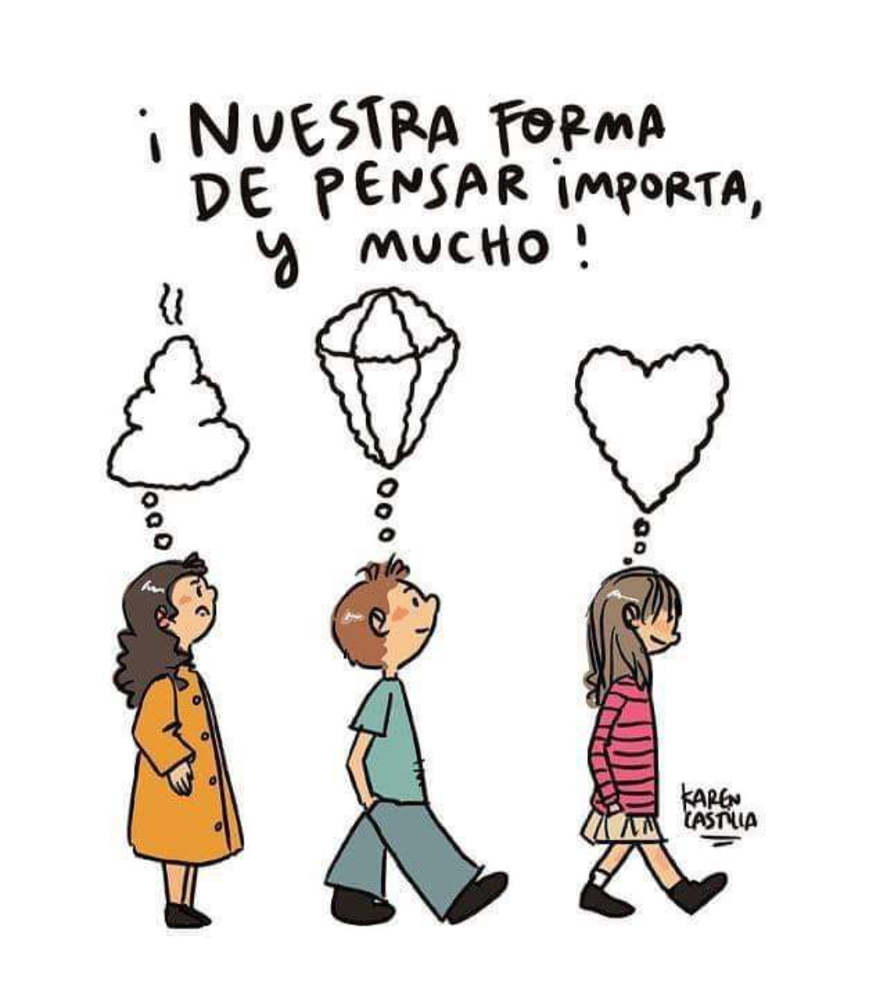 ¡NUESTRA FORMA
DE PENSAR IMPORTA,
Y MUCHO!
KAREN
CASTILLA